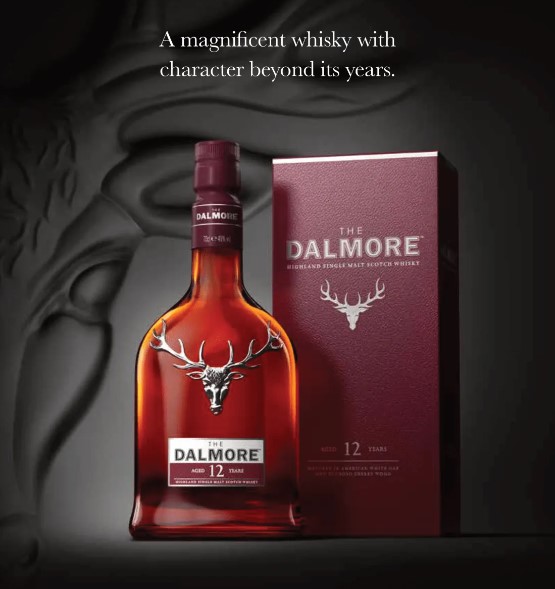 A magnificent whisky with
character beyond its years.
THE
DALMORE
THE
DALMORE
HIGHLAND SINGLE MALT SCOTCH WHISKY
AGED 12 YEARS
THE
DALMORE
AGED 12 YEARS
HIGHLAND SINGLE MALT SCOTCH WHISKY